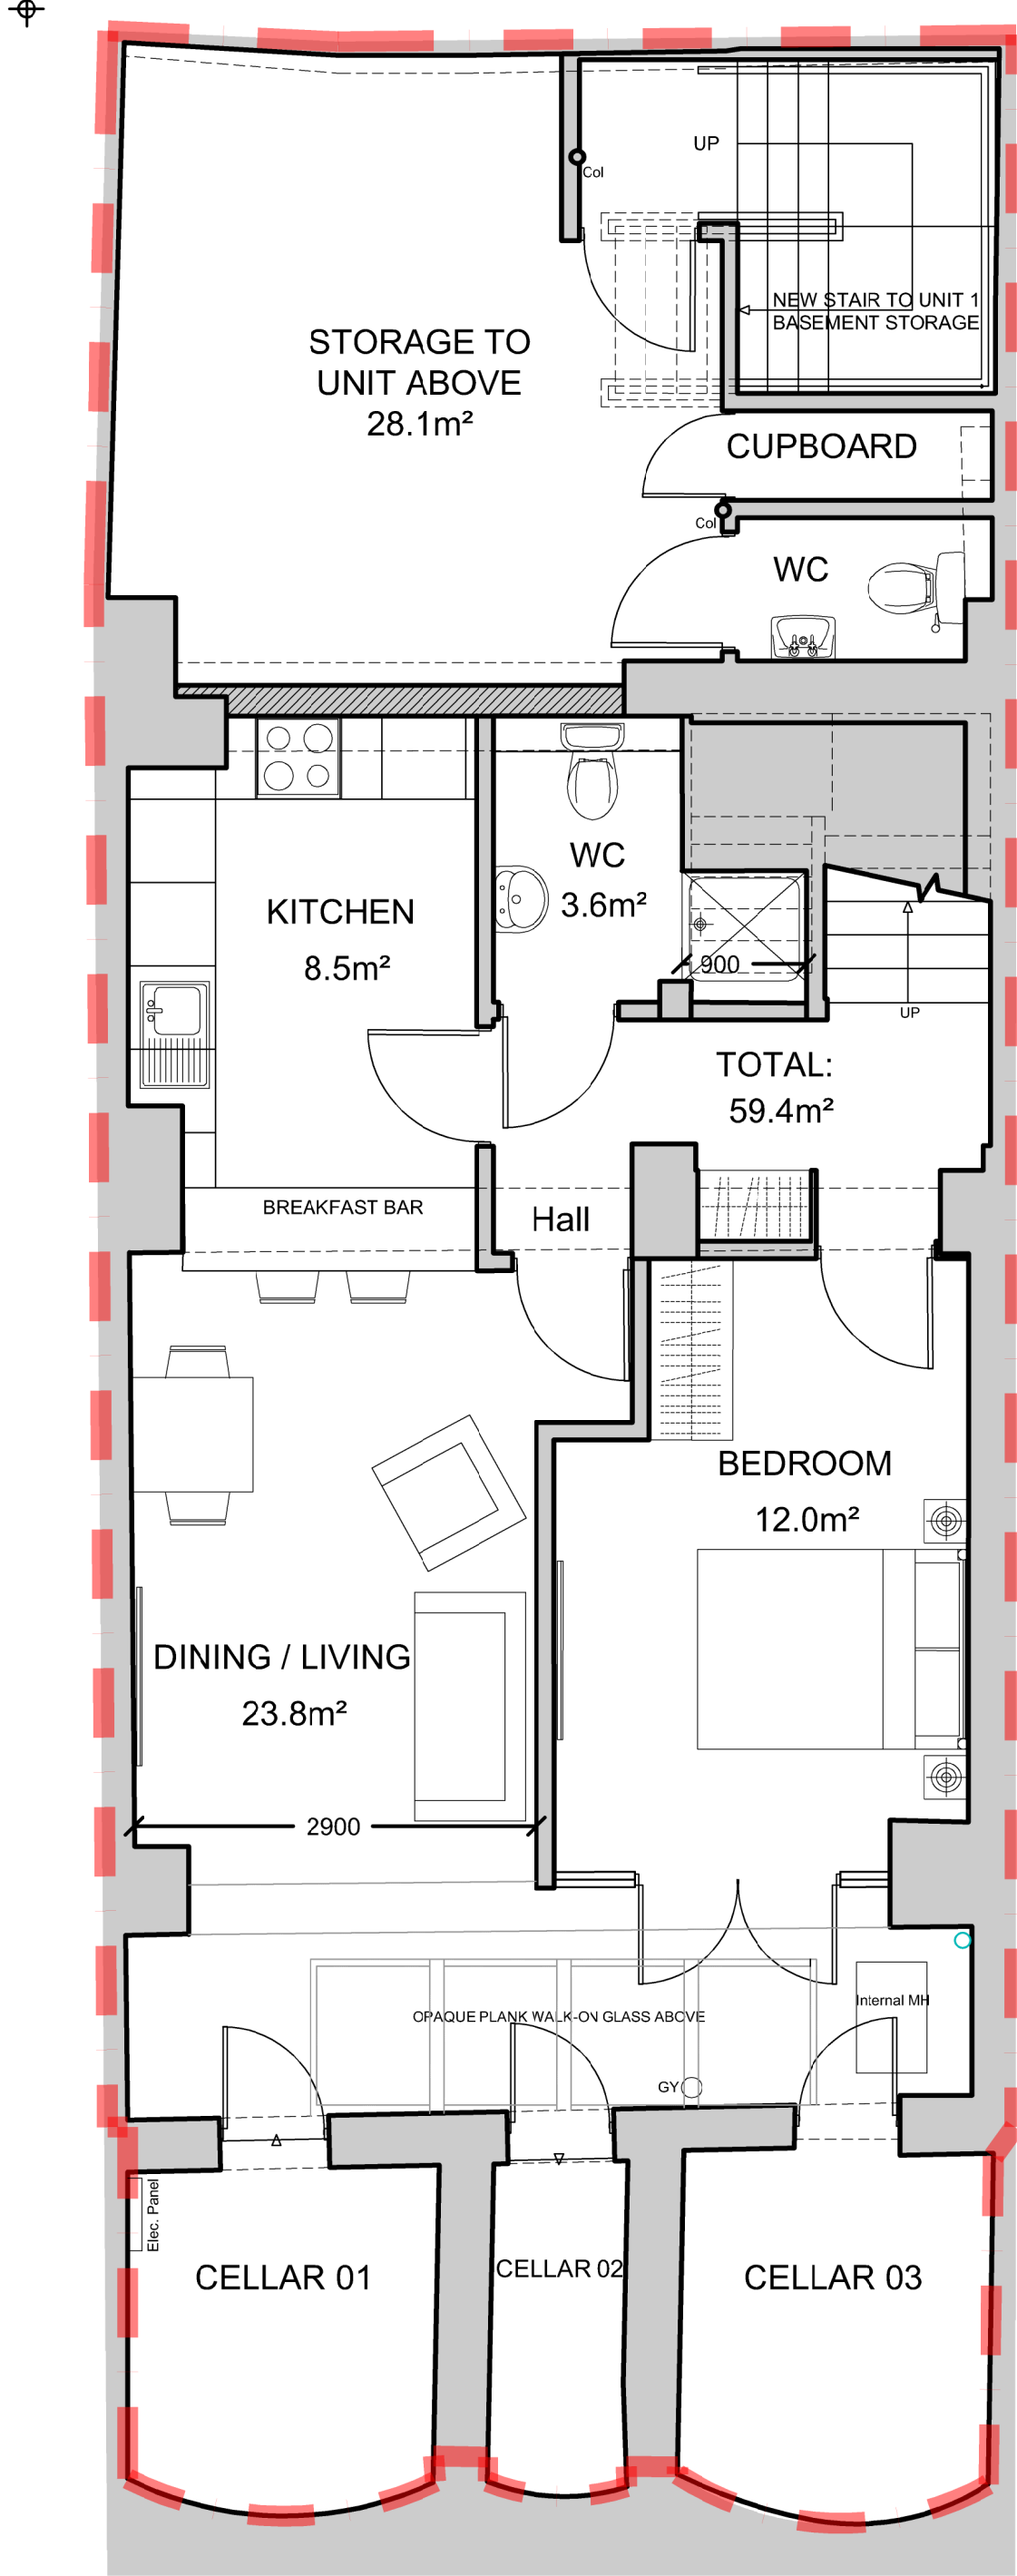 UP
Col
NEW STAIR TO UNIT 1
BASEMENT STORAGE
STORAGE TO
UNIT ABOVE
28.1m²
CUPBOARD
Col
WC
WC
3.6m²
KITCHEN
8.5m²
900
UP
TOTAL:
59.4m²
BREAKFAST BAR
Hall
BEDROOM
12.0m²
DINING / LIVING
23.8m²
2900
Internal MH
OPAQUE PLANK WALK-ON GLASS ABOVE
GY
Elec. Panel
CELLAR 01
CELLAR 02
CELLAR 03